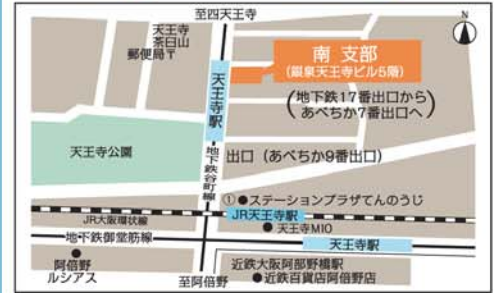 至四天王寺
N
天王寺
茶臼山
郵便局〒
南 支部
(銀泉天王寺ビル5階)
天王寺駅
(地下鉄17番出口から
あべちか7番出口へ)
天王寺公園
地下鉄谷町線
出口(あべちか9番出口)
①●ステーションプラザてんのうじ
JR大阪環状線
JR天王寺駅
●天王寺MIO
地下鉄御堂筋線
天王寺駅
●
阿倍野
ルシアス
至阿倍野
近鉄大阪阿部野橋駅
●近鉄百貨店阿倍野店